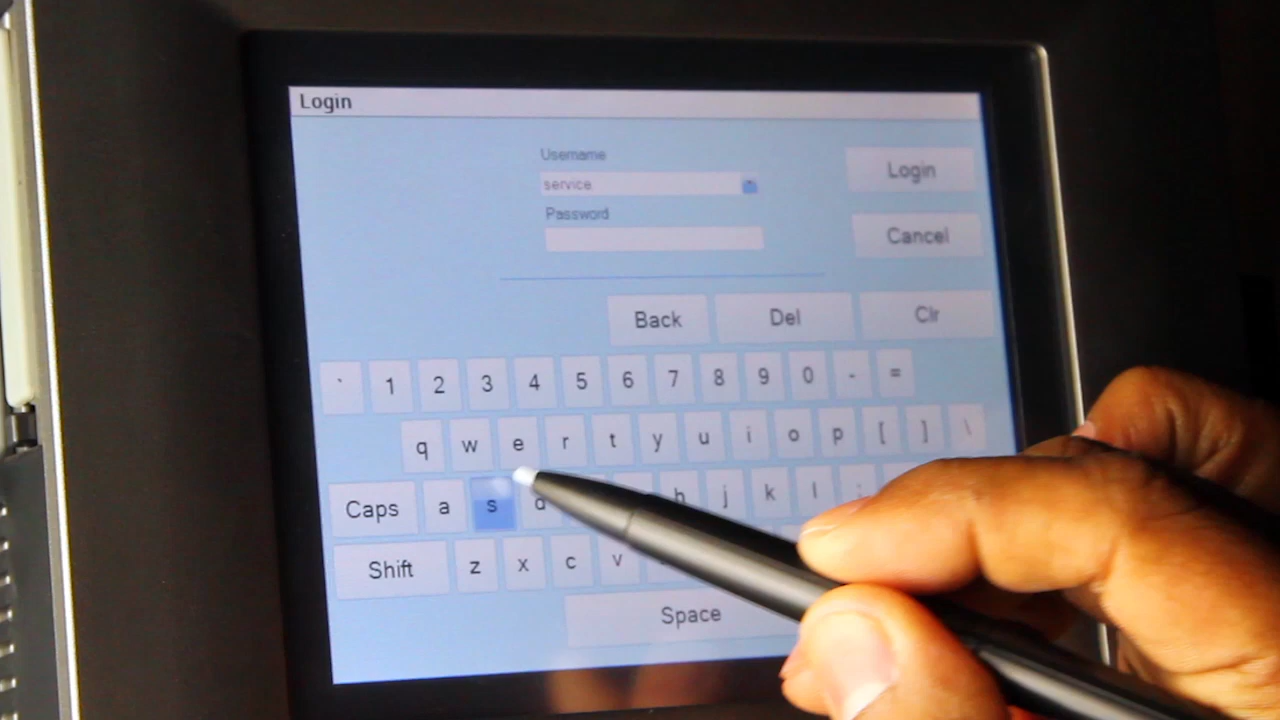 Login
Username
service
Login
Password
Cancel
Back Del Clr
` 1 2 3 4 5 6 7 8 9 0 - =
q w e r t y u i o p [ ] \
Caps a s d h j k l ;
Shift z x c v
Space